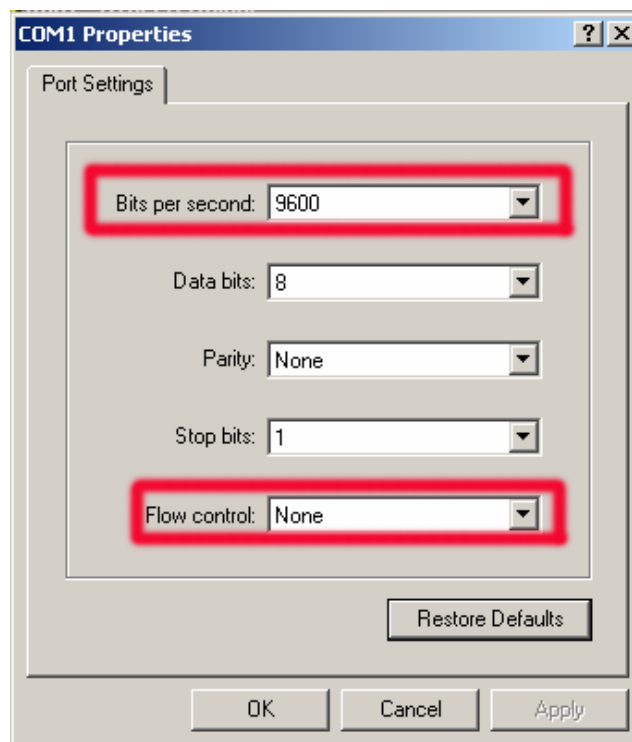 COM1 Properties
Port Settings
Bits per second: 9600
Data bits: 8
Parity: None
Stop bits: 1
Flow control: None
Restore Defaults
OK Cancel Apply